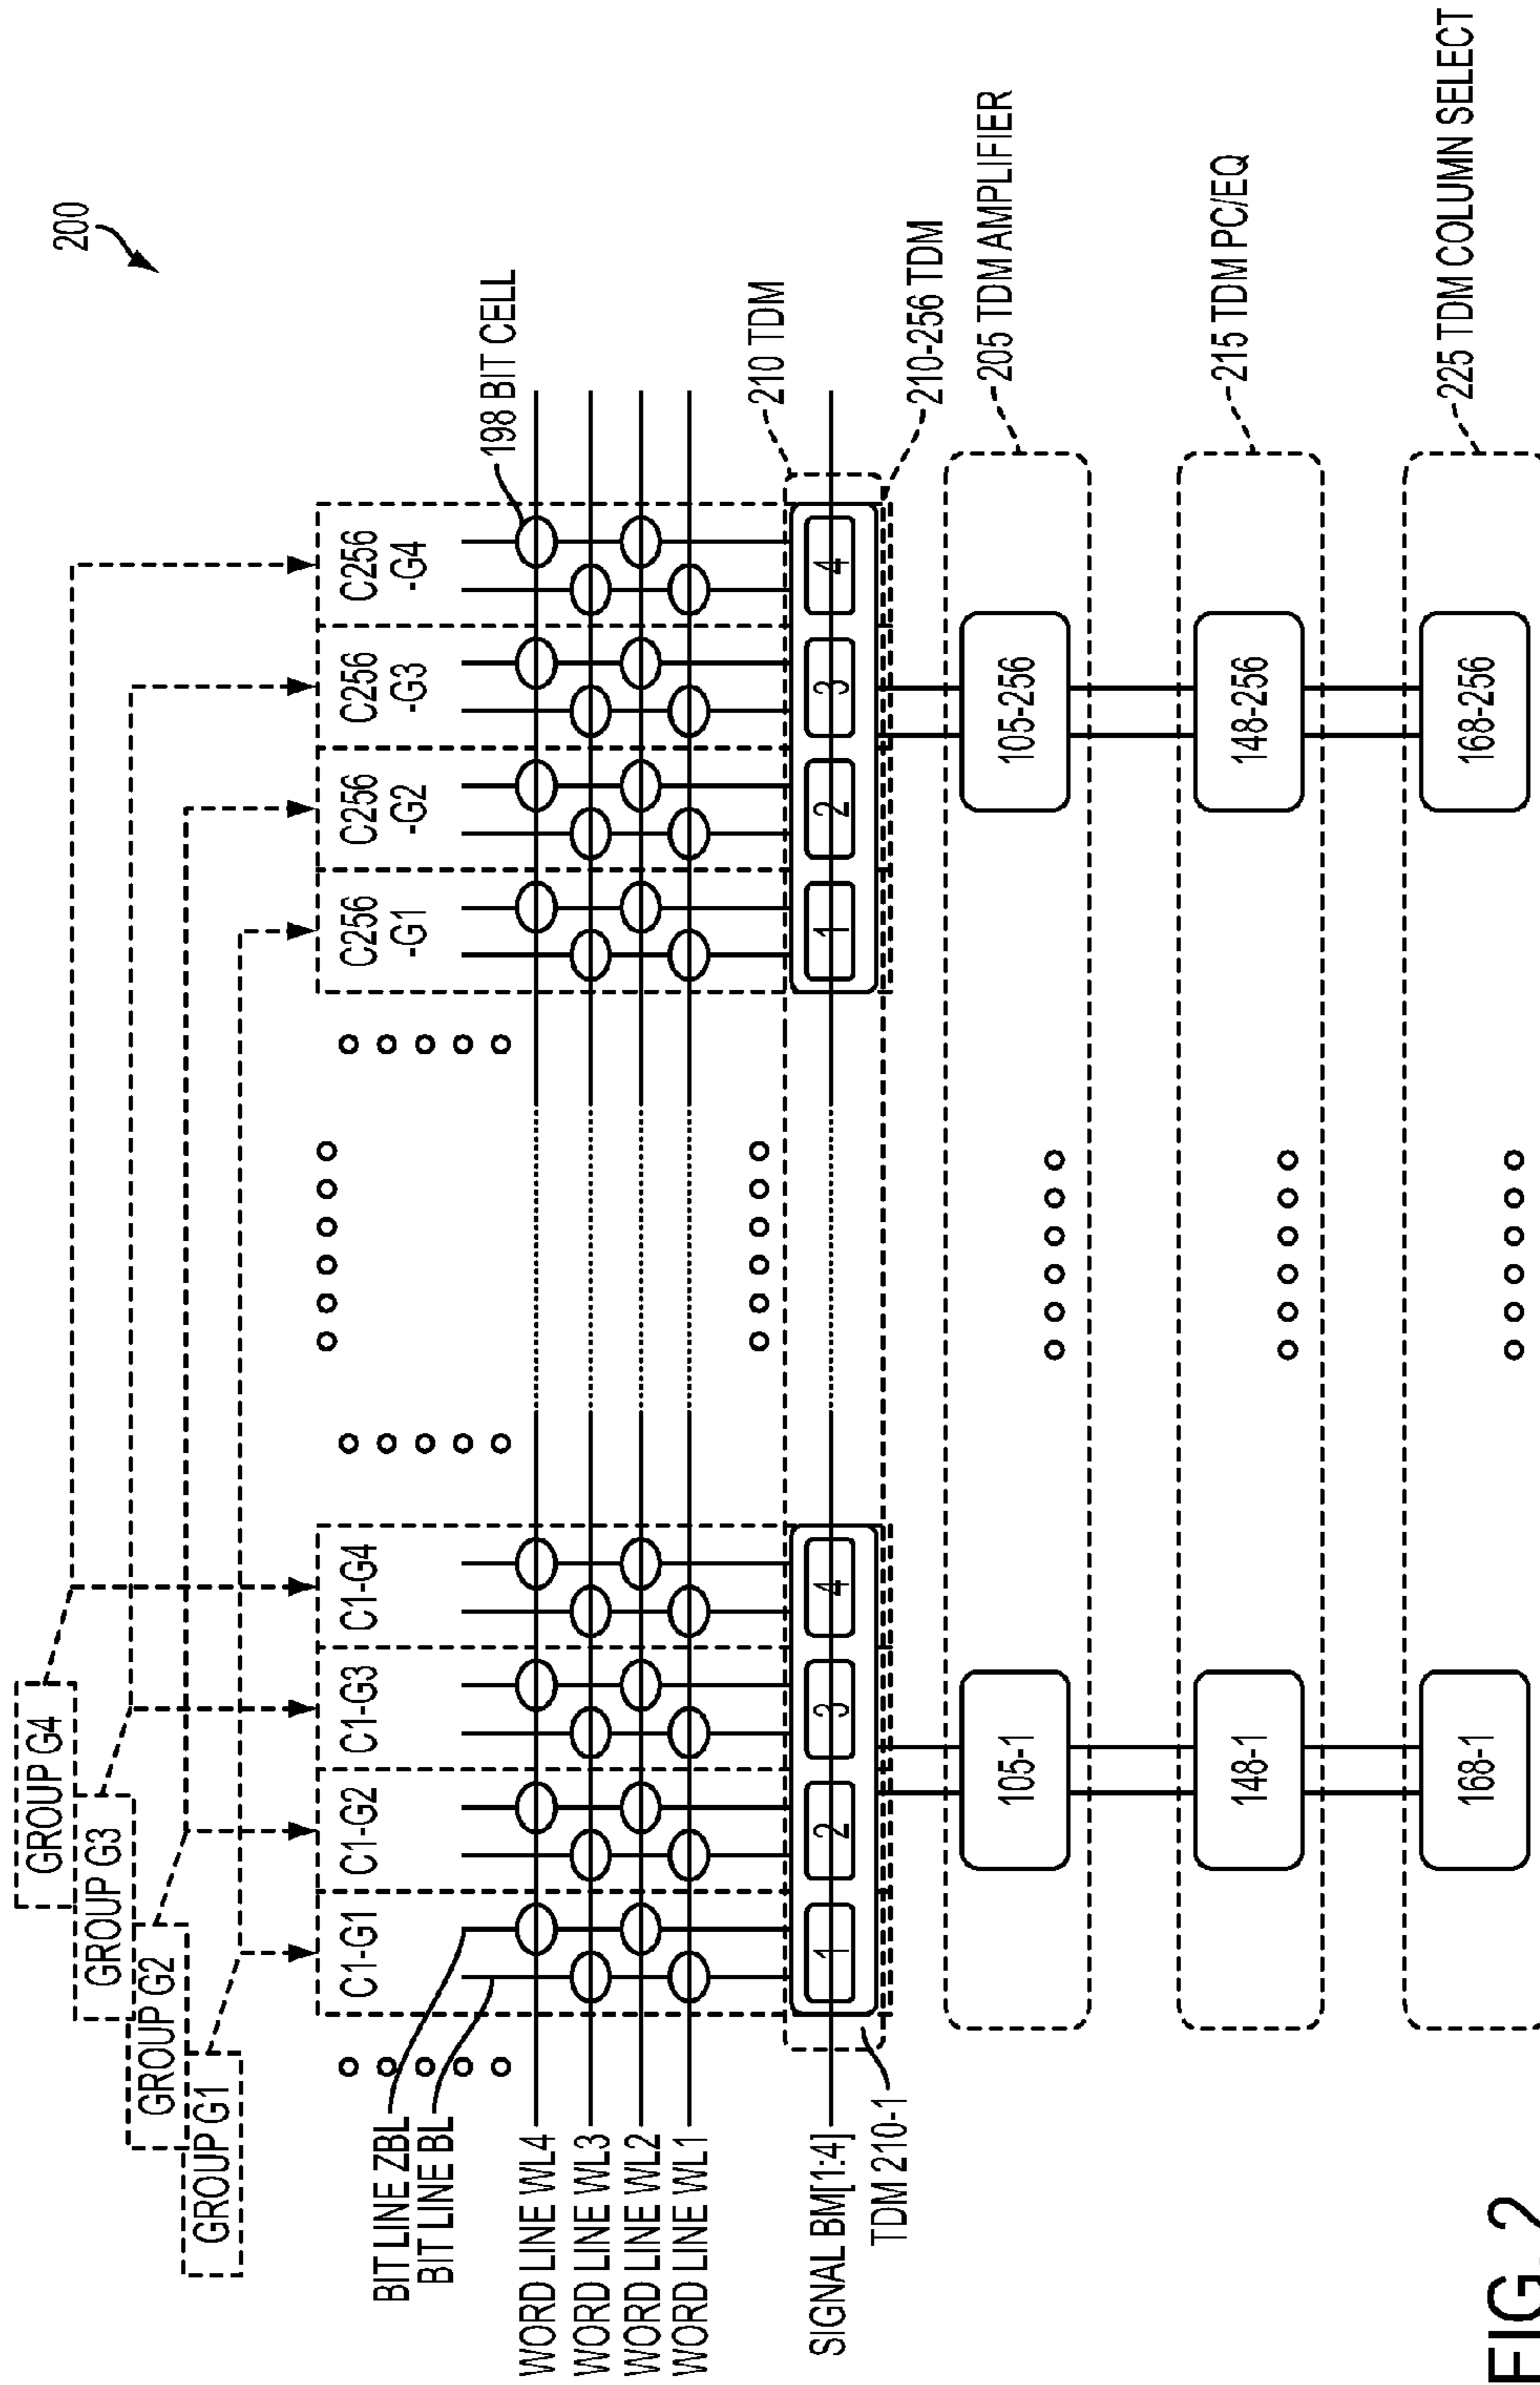 200
GROUP G4
GROUP G3
GROUP G2
GROUP G1
C1-G1
C1-G2
C1-G3
C1-G4
C256
-G1
C256
-G2
C256
-G3
C256
-G4
BIT LINE ZBL
BIT LINE BL
198 BIT CELL
WORD LINE WL4
WORD LINE WL3
WORD LINE WL2
WORD LINE WL1
210 TDM
SIGNAL BM[1:4]
1
2
3
4
1
2
3
4
TDM 210-1
210-256 TDM
205 TDM AMPLIFIER
105-1
105-256
215 TDM PC/EQ
148-1
148-256
225 TDM COLUMN SELECT
168-1
168-256
FIG. 2